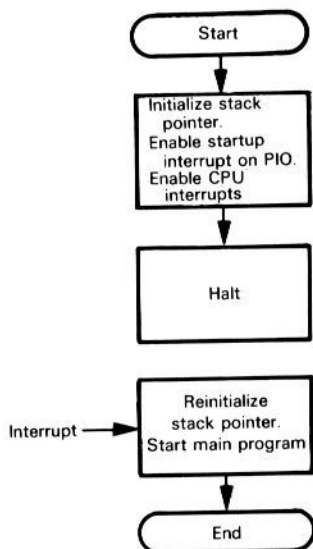 Start
Initialize stack
pointer.
Enable startup
interrupt on PIO.
Enable CPU
interrupts
Halt
Interrupt
Reinitialize
stack pointer.
Start main program
End